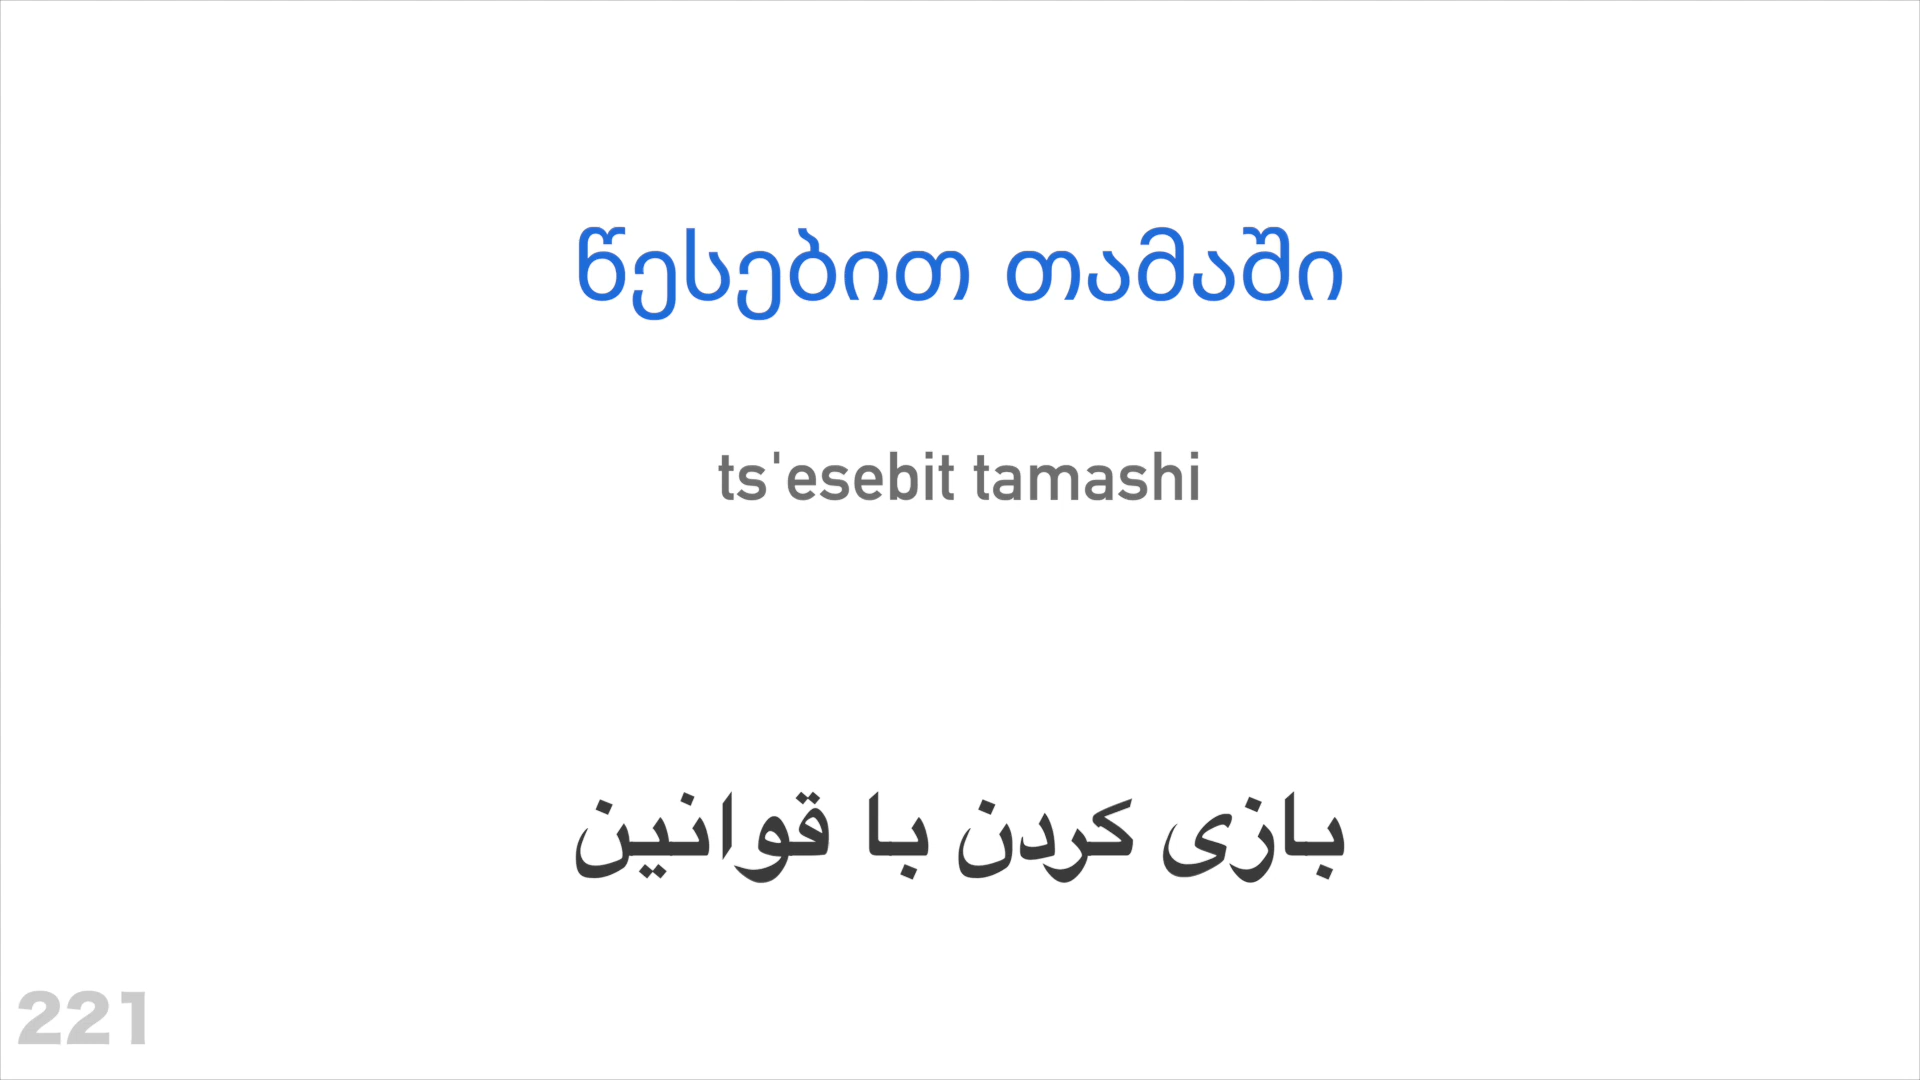 წესებით თამაში
ts'esebit tamashi
بازی کردن با قوانین
221